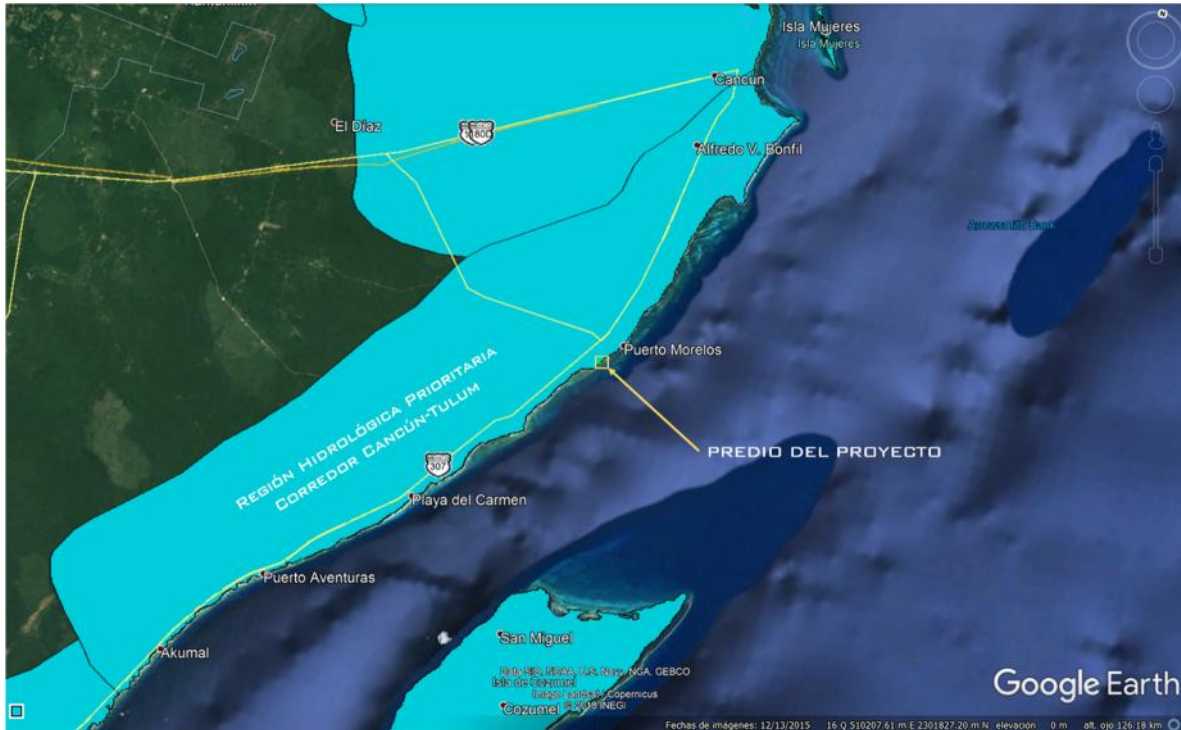 Isla Mujeres
Isla Mujeres
Cancún
El Díaz
180D
Alfredo V. Bonfil
Arrowsmith Bank
Puerto Morelos
REGIÓN HIDROLÓGICA PRIORITARIA
CORREDOR CANCÚN-TULUM
PREDIO DEL PROYECTO
307
Playa del Carmen
Puerto Aventuras
San Miguel
Akumal
Data SIO, NOAA, U.S. Navy, NGA, GEBCO
Isla de Cozumel
Image Landsat / Copernicus
Cozumel
© 2018 INEGI
Google Earth
Fechas de imágenes: 12/13/2015 16 Q 510207.61 m E 2301827.20 m N elevación 0 m alt. ojo 126.18 km
N